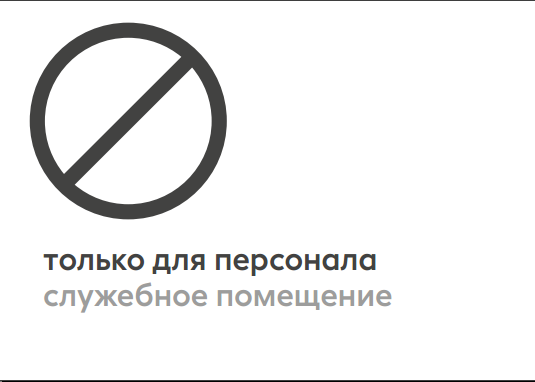 только для персонала
служебное помещение